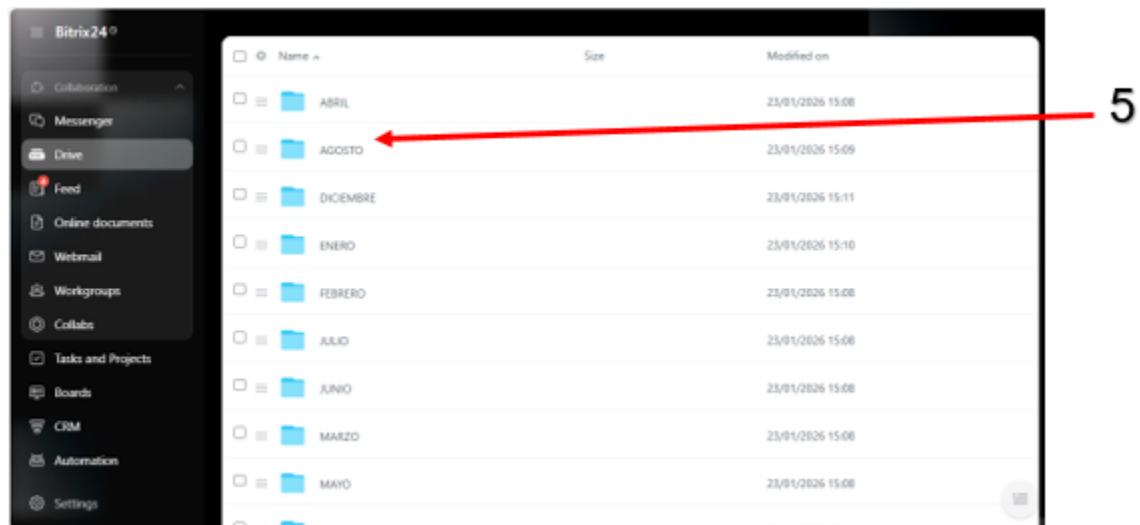 Bitrix24
Collaboration
Messenger
Drive
Feed
Online documents
Webmail
Workgroups
Collabs
Tasks and Projects
Boards
CRM
Automation
Settings
Name Size Modified on
ABRIL 23/01/2026 15:08
AGOSTO 23/01/2026 15:09
DICIEMBRE 23/01/2026 15:11
ENERO 23/01/2026 15:10
FEBRERO 23/01/2026 15:08
JULIO 23/01/2026 15:08
JUNIO 23/01/2026 15:08
MARZO 23/01/2026 15:08
MAYO 23/01/2026 15:08
5